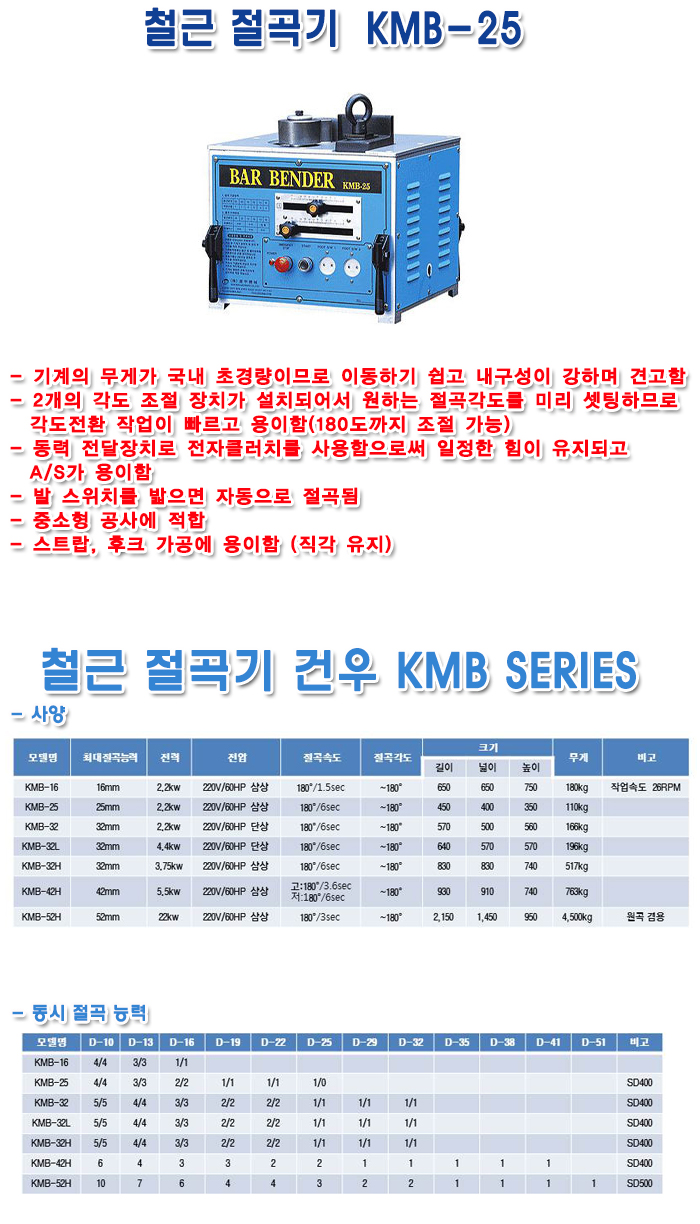 철근 절곡기 KMB-25
BAR BENDER KMB-25
- 기계의 무게가 국내 초경량이므로 이동하기 쉽고 내구성이 강하며 견고함
- 2개의 각도 조절 장치가 설치되어서 원하는 절곡각도를 미리 셋팅하므로
각도전환 작업이 빠르고 용이함(180도까지 조절 가능)
- 동력 전달장치로 전자클러치를 사용함으로써 일정한 힘이 유지되고
A/S가 용이함
- 발 스위치를 밟으면 자동으로 절곡됨
- 중소형 공사에 적합
- 스트랍, 후크 가공에 용이함 (직각 유지)
철근 절곡기 건우 KMB SERIES
- 사양
모델명 최대절곡능력 전력 전압 절곡속도 절곡각도 크기 무게 비고
길이 넓이 높이
KMB-16 16mm 2,2kw 220V/60HP 삼상 180°/1.5sec ~180° 650 650 750 180kg 작업속도 26RPM
KMB-25 25mm 2,2kw 220V/60HP 삼상 180°/6sec ~180° 450 400 350 110kg
KMB-32 32mm 2,2kw 220V/60HP 단상 180°/6sec ~180° 570 500 560 166kg
KMB-32L 32mm 4,4kw 220V/60HP 단상 180°/6sec ~180° 640 570 570 196kg
KMB-32H 32mm 3,75kw 220V/60HP 삼상 180°/6sec ~180° 830 830 740 517kg
KMB-42H 42mm 5,5kw 220V/60HP 삼상 고:180°/3.6sec ~180° 930 910 740 763kg
저:180°/6sec
KMB-52H 52mm 22kw 220V/60HP 삼상 180°/3sec ~180° 2,150 1,450 950 4,500kg 원곡 겸용
- 동시 절곡 능력
모델명 D-10 D-13 D-16 D-19 D-22 D-25 D-29 D-32 D-35 D-38 D-41 D-51 비고
KMB-16 4/4 3/3 1/1
KMB-25 4/4 3/3 2/2 1/1 1/1 1/0 SD400
KMB-32 5/5 4/4 3/3 2/2 2/2 1/1 1/1 1/1 SD400
KMB-32L 5/5 4/4 3/3 2/2 2/2 1/1 1/1 1/1 SD400
KMB-32H 5/5 4/4 3/3 2/2 2/2 1/1 1/1 1/1 SD400
KMB-42H 6 4 3 3 2 2 1 1 1 1 1 SD400
KMB-52H 10 7 6 4 4 3 2 2 1 1 1 1 SD500